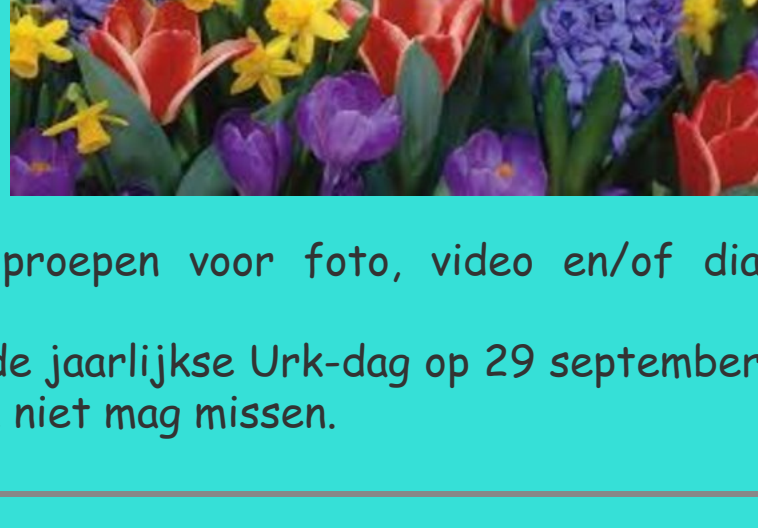 proepen voor foto, video en/of dia
de jaarlijkse Urk-dag op 29 september
niet mag missen.